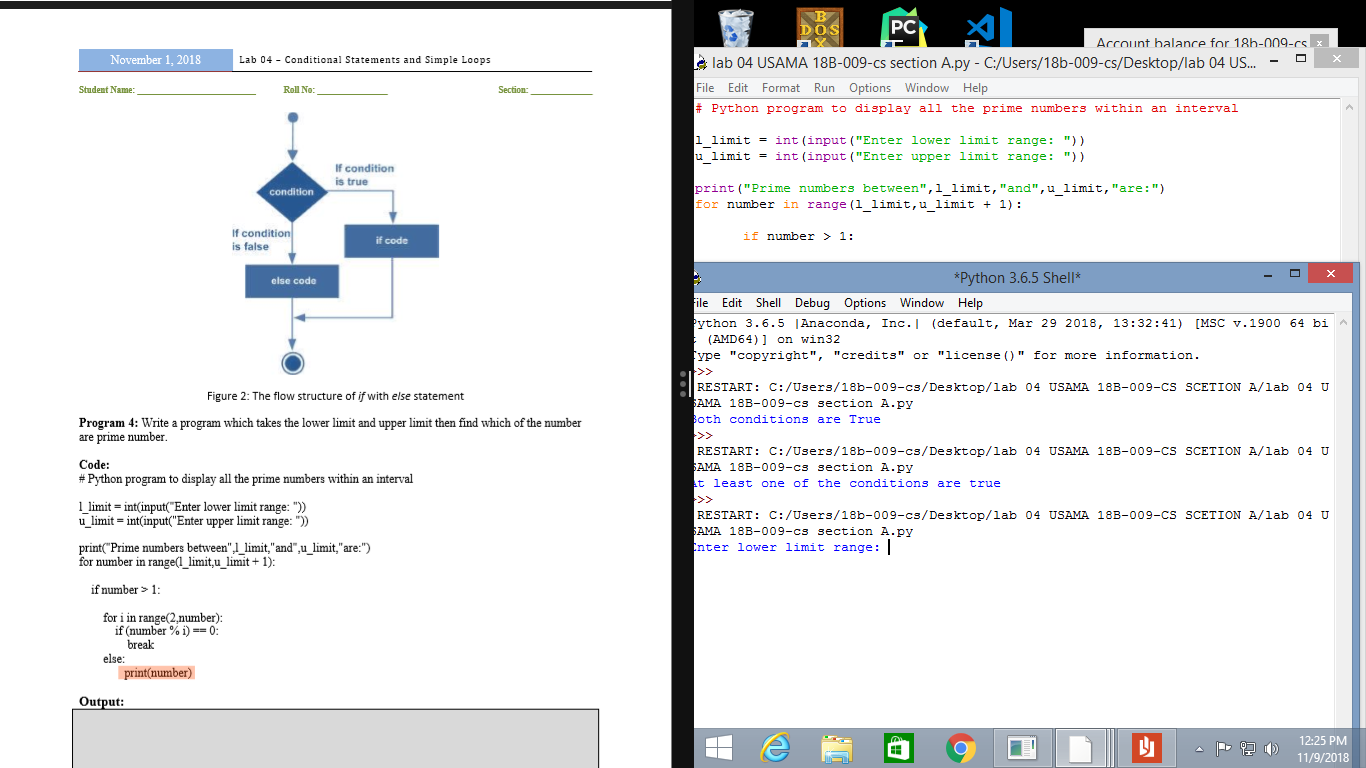 November 1, 2018
Lab 04 – Conditional Statements and Simple Loops
Student Name: ____________ Roll No: ____________ Section: ____________
condition
If condition
is true
If condition
is false
if code
else code
Figure 2: The flow structure of if with else statement
Program 4: Write a program which takes the lower limit and upper limit then find which of the number
are prime number.
Code:
# Python program to display all the prime numbers within an interval
l_limit = int(input("Enter lower limit range: "))
u_limit = int(input("Enter upper limit range: "))
print("Prime numbers between",l_limit,"and",u_limit,"are:")
for number in range(l_limit,u_limit + 1):
if number > 1:
for i in range(2,number):
if (number % i) == 0:
break
else:
print(number)
Output:
DOS
BOX
PC
Account balance for 18b-009-cs
lab 04 USAMA 18B-009-cs section A.py - C:/Users/18b-009-cs/Desktop/lab 04 US...
File Edit Format Run Options Window Help
# Python program to display all the prime numbers within an interval
l_limit = int(input("Enter lower limit range: "))
u_limit = int(input("Enter upper limit range: "))
print("Prime numbers between",l_limit,"and",u_limit,"are:")
for number in range(l_limit,u_limit + 1):
if number > 1:
*Python 3.6.5 Shell*
File Edit Shell Debug Options Window Help
Python 3.6.5 |Anaconda, Inc.| (default, Mar 29 2018, 13:32:41) [MSC v.1900 64 bi
t (AMD64)] on win32
Type "copyright", "credits" or "license()" for more information.
>>>
RESTART: C:/Users/18b-009-cs/Desktop/lab 04 USAMA 18B-009-CS SCETION A/lab 04 U
SAMA 18B-009-cs section A.py
Both conditions are True
>>>
RESTART: C:/Users/18b-009-cs/Desktop/lab 04 USAMA 18B-009-CS SCETION A/lab 04 U
SAMA 18B-009-cs section A.py
At least one of the conditions are true
>>>
RESTART: C:/Users/18b-009-cs/Desktop/lab 04 USAMA 18B-009-CS SCETION A/lab 04 U
SAMA 18B-009-cs section A.py
Enter lower limit range:
12:25 PM
11/9/2018